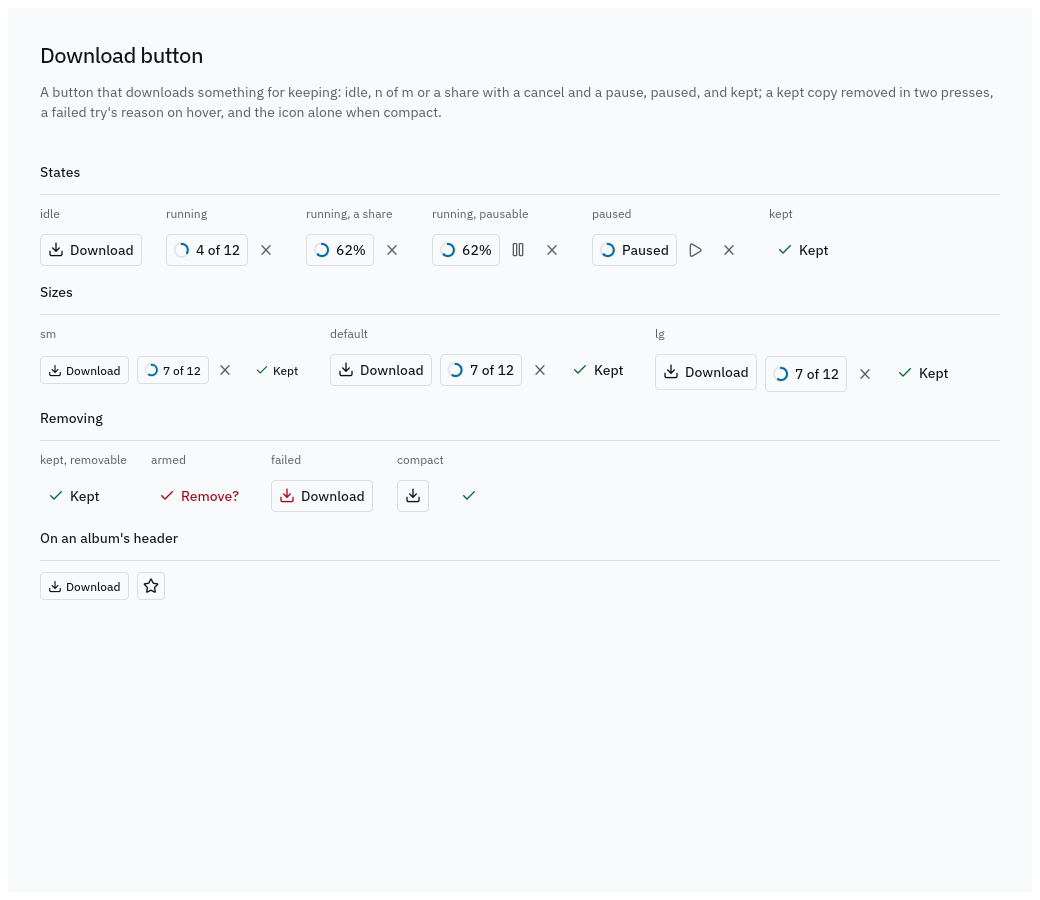 Download button
A button that downloads something for keeping: idle, n of m or a share with a cancel and a pause, paused, and kept; a kept copy removed in two presses,
a failed try's reason on hover, and the icon alone when compact.
States
idle running running, a share running, pausable paused kept
Download 4 of 12 62% 62% Paused Kept
Sizes
sm default lg
Download 7 of 12 Kept Download 7 of 12 Kept Download 7 of 12 Kept
Removing
kept, removable armed failed compact
Kept Remove? Download
On an album's header
Download